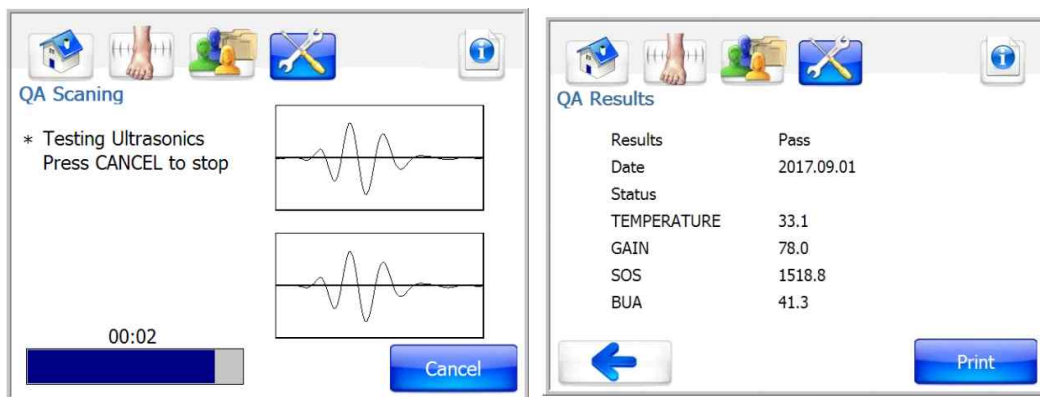 QA Scaning
* Testing Ultrasonics
Press CANCEL to stop
00:02
Cancel
QA Results
Results Pass
Date 2017.09.01
Status
TEMPERATURE 33.1
GAIN 78.0
SOS 1518.8
BUA 41.3
Print